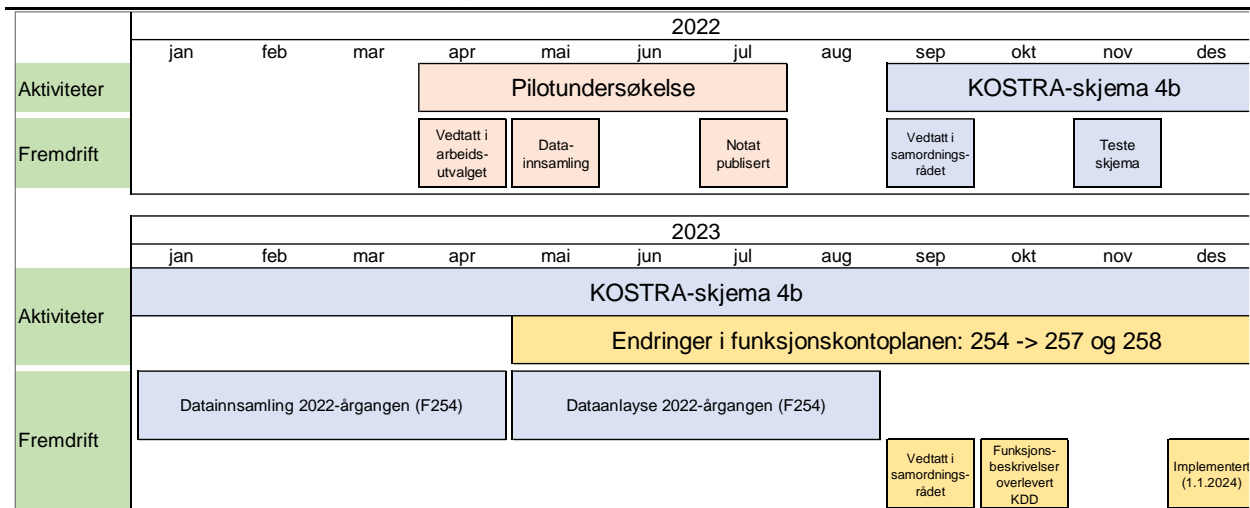 2022
jan feb mar apr mai jun jul aug sep okt nov des
Aktiviteter
Pilotundersøkelse
KOSTRA-skjema 4b
Fremdrift
Vedtatt i
arbeids-
utvalget
Data-
innsamling
Notat
publisert
Vedtatt i
samordnings-
rådet
Teste
skjema
2023
jan feb mar apr mai jun jul aug sep okt nov des
Aktiviteter
KOSTRA-skjema 4b
Endringer i funksjonskontoplanen: 254 -> 257 og 258
Fremdrift
Datainnsamling 2022-årgangen (F254)
Dataanlayse 2022-årgangen (F254)
Vedtatt i
samordnings-
rådet
Funksjons-
beskrivelser
overlevert
KDD
Implementert
(1.1.2024)